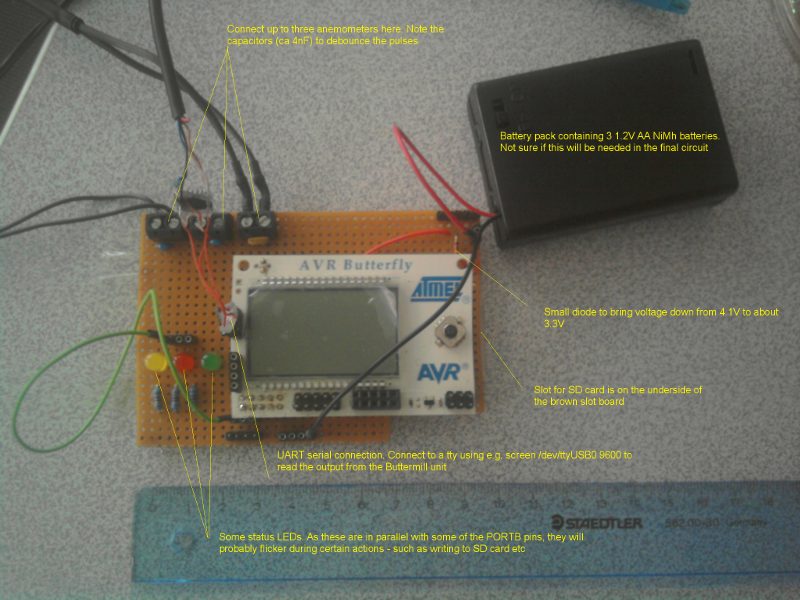 Connect up to three anemometers here. Note the
capacitors (ca 4nF) to debounce the pulses
Battery pack containing 3 1.2V AA NiMh batteries.
Not sure if this will be needed in the final circuit
AVR Butterfly
ATMEL
Small diode to bring voltage down from 4.1V to about
3.3V
AVR
Slot for SD card is on the underside of
the brown slot board
UART serial connection. Connect to a tty using e.g. screen /dev/ttyUSB0 9600 to
read the output from the Buttermill unit
STAEDTLER
Some status LEDs. As these are in parallel with some of the PORTB pins, they will
probably flicker during certain actions - such as writing to SD card etc